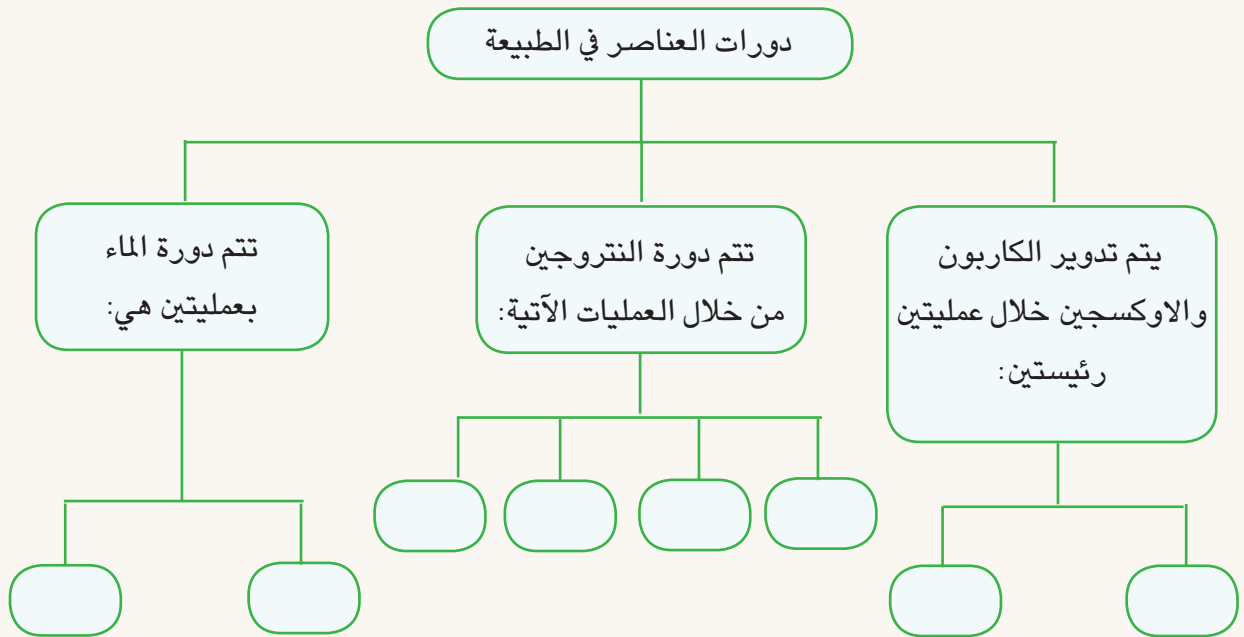 دورات العناصر في الطبيعة
يتم تدوير الكاربون
والاوكسجين خلال عمليتين
رئيستين:
تتم دورة النتروجين
من خلال العمليات الآتية:
تتم دورة الماء
بعمليتين هي: